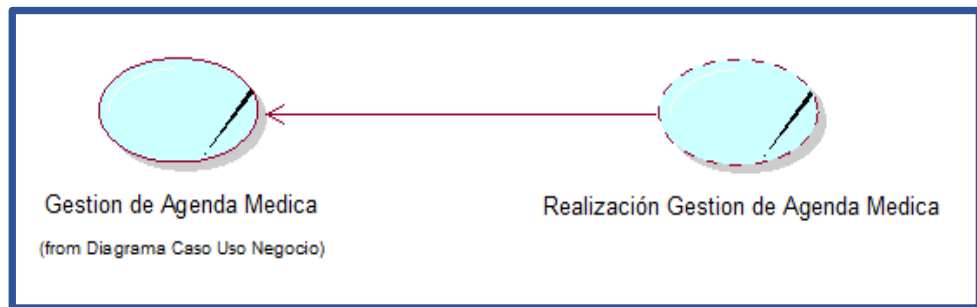 Gestion de Agenda Medica
(from Diagrama Caso Uso Negocio)
Realización Gestion de Agenda Medica